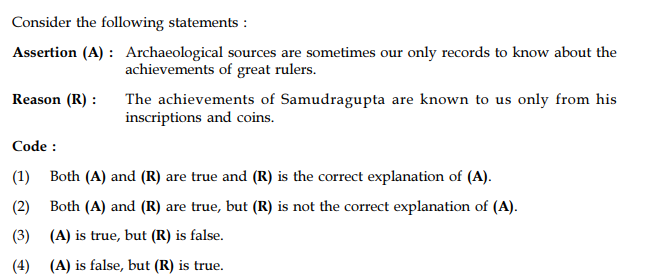 Consider the following statements :
Assertion (A) : Archaeological sources are sometimes our only records to know about the
achievements of great rulers.
Reason (R) : The achievements of Samudragupta are known to us only from his
inscriptions and coins.
Code :
(1) Both (A) and (R) are true and (R) is the correct explanation of (A).
(2) Both (A) and (R) are true, but (R) is not the correct explanation of (A).
(3) (A) is true, but (R) is false.
(4) (A) is false, but (R) is true.